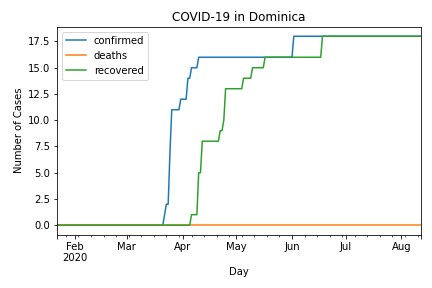 COVID-19 in Dominica
confirmed
deaths
recovered
17.5
15.0
12.5
10.0
7.5
5.0
2.5
0.0
Number of Cases
Feb Mar Apr May Jun Jul Aug
2020
Day